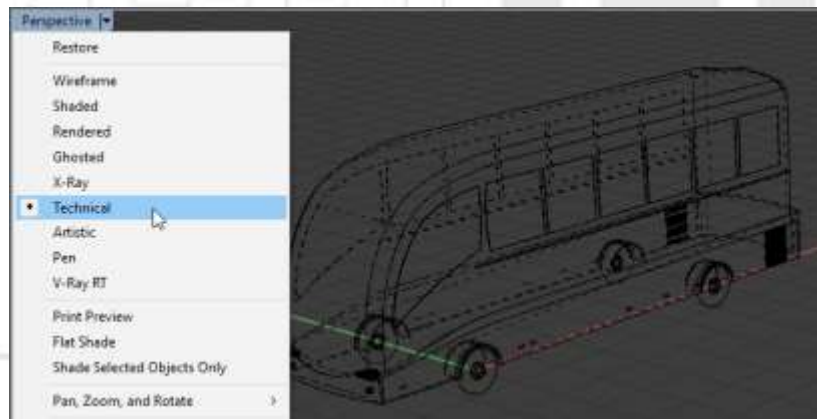 Perspective
Restore
Wireframe
Shaded
Rendered
Ghosted
X-Ray
Technical
Artistic
Pen
V-Ray RT
Print Preview
Flat Shade
Shade Selected Objects Only
Pan, Zoom, and Rotate